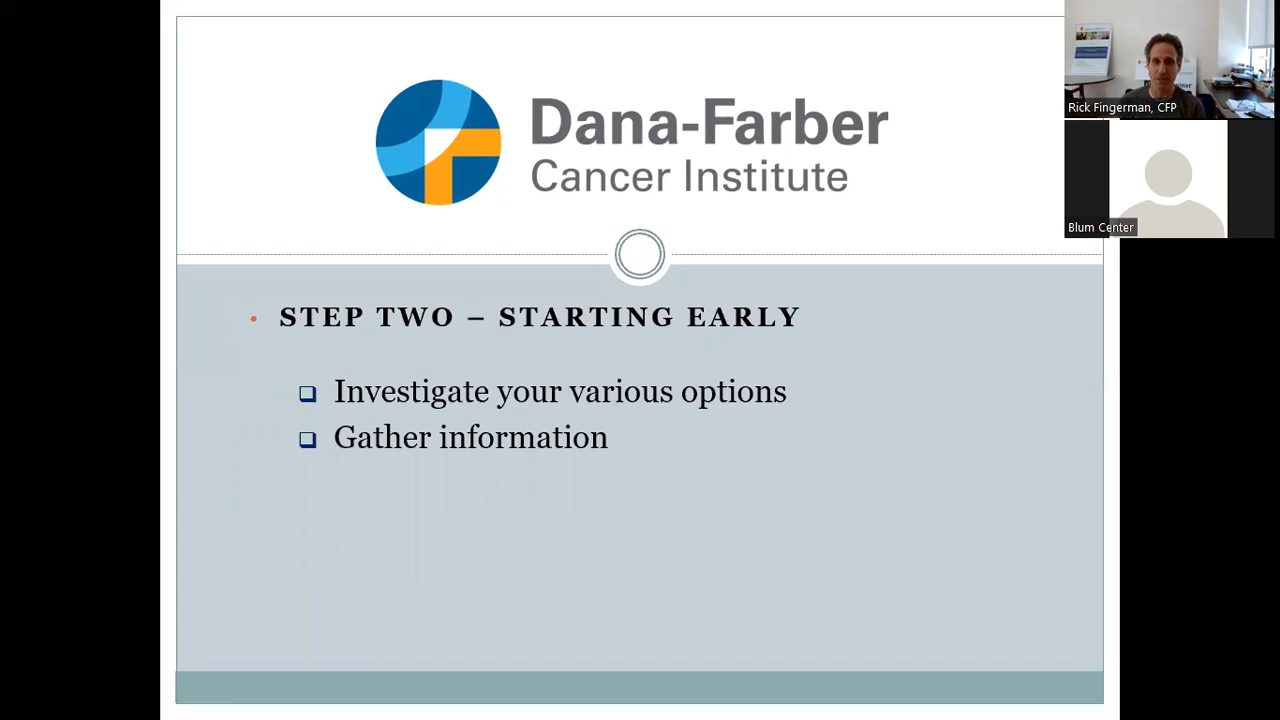 Dana-Farber
Cancer Institute
• STEP TWO – STARTING EARLY
❑ Investigate your various options
❑ Gather information
Rick Fingerman, CFP
Blum Center